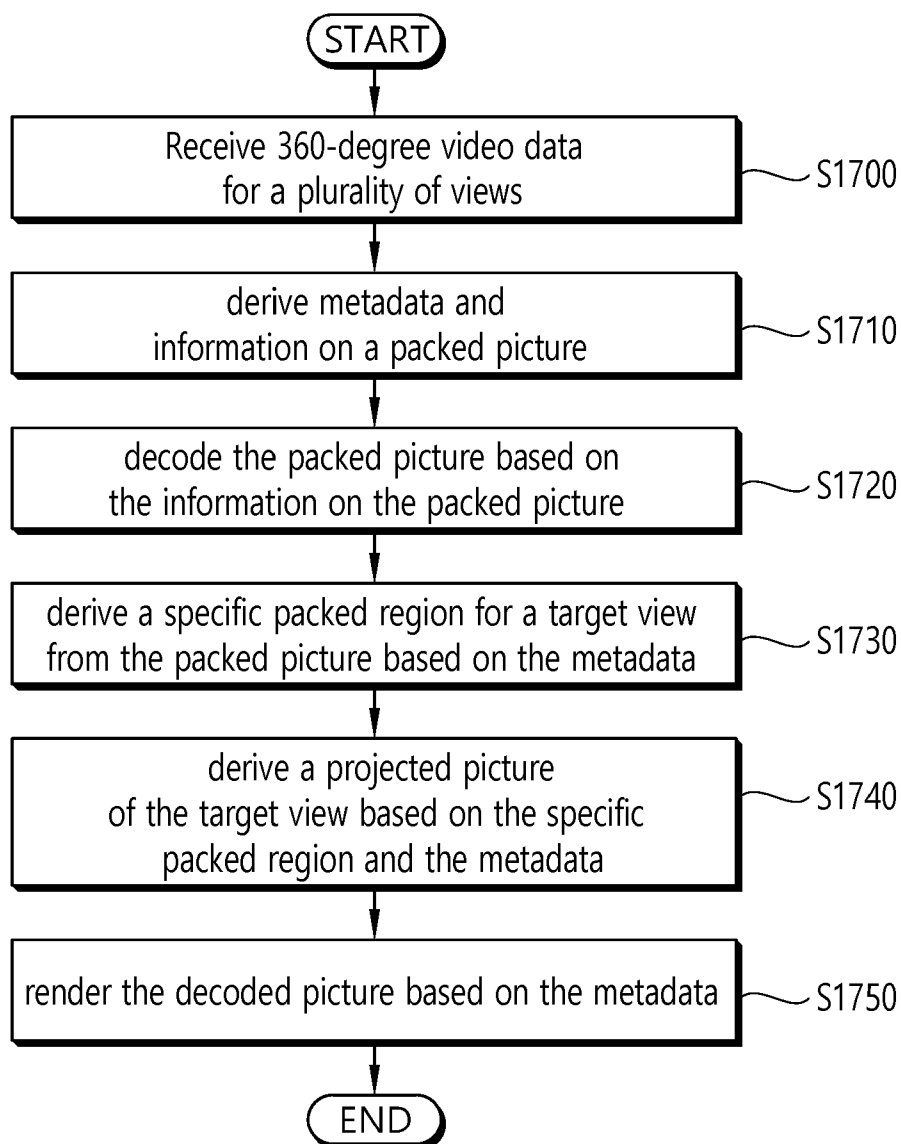 START
Receive 360-degree video data
for a plurality of views
S1700
derive metadata and
information on a packed picture
S1710
decode the packed picture based on
the information on the packed picture
S1720
derive a specific packed region for a target view
from the packed picture based on the metadata
S1730
derive a projected picture
of the target view based on the specific
packed region and the metadata
S1740
render the decoded picture based on the metadata
S1750
END